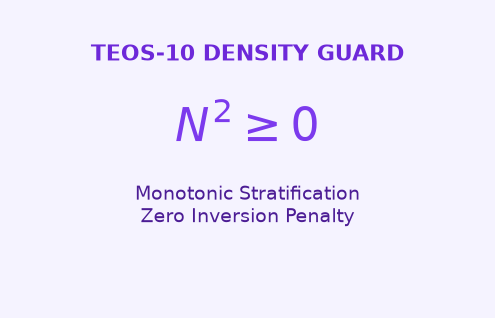 TEOS-10 DENSITY GUARD
N² ≥ 0
Monotonic Stratification
Zero Inversion Penalty